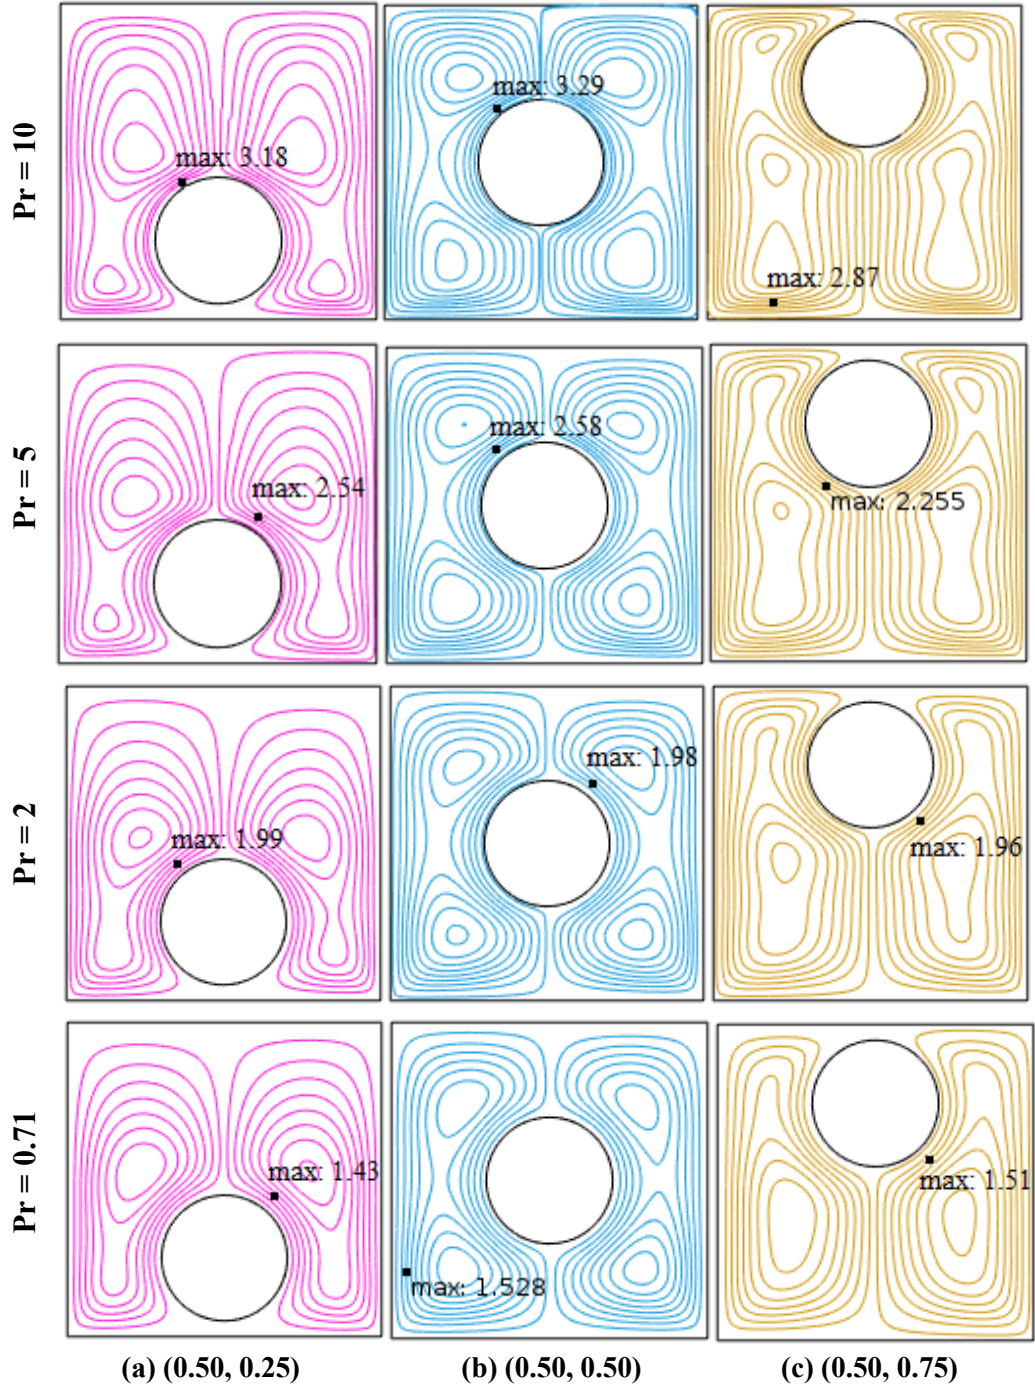 Pr = 10
max: 3.18
max: 3.29
max: 2.87
Pr = 5
max: 2.54
max: 2.58
max: 2.255
Pr = 2
max: 1.99
max: 1.98
max: 1.96
Pr = 0.71
max: 1.43
max: 1.528
max: 1.51
(a) (0.50, 0.25)
(b) (0.50, 0.50)
(c) (0.50, 0.75)